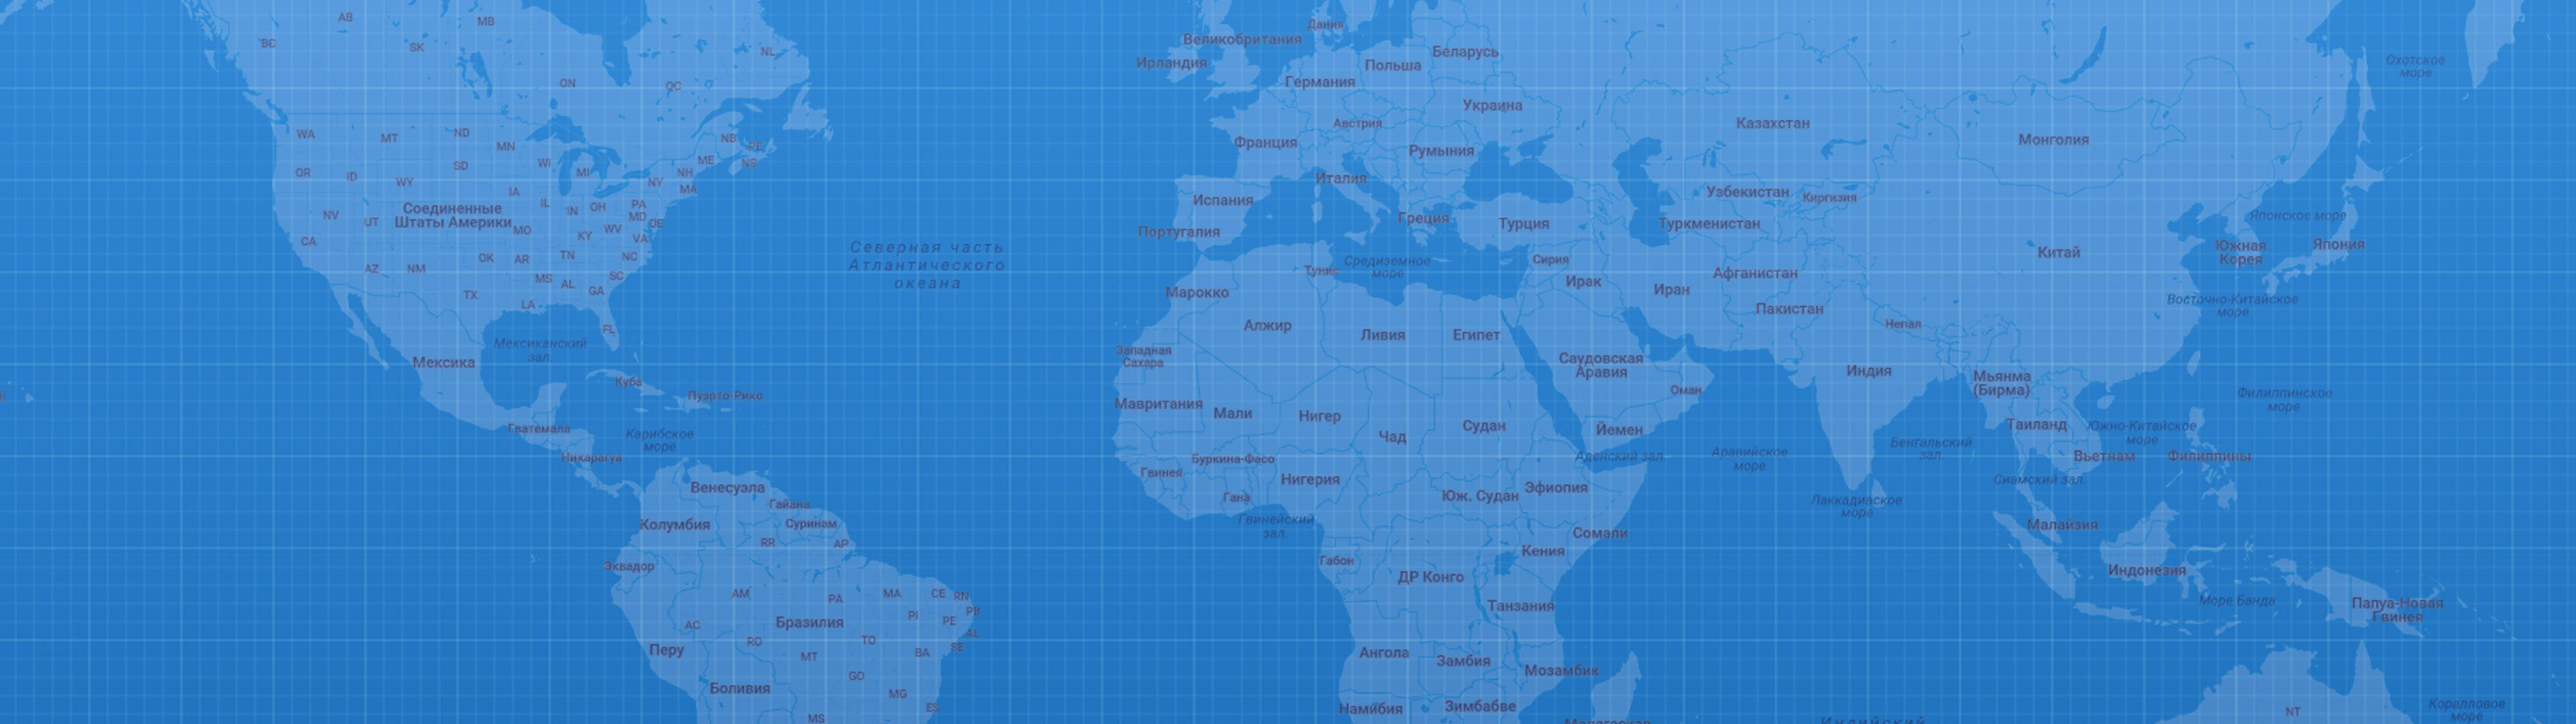 AB
MB
BC
SK
NL
ON
QC
WA
MT
ND
MN
NB
PE
OR
ID
SD
WI
MI
ME
NS
NH
WY
IA
NY
MA
Соединенные
Штаты Америки
NV
UT
IL
IN
OH
PA
MD
DE
CA
MO
KY
WV
VA
AZ
NM
OK
AR
TN
NC
TX
MS
AL
GA
SC
LA
FL
Мексиканский
зал.
Мексика
Куба
Пуэрто-Рико
Гватемала
Карибское
море
Никарагуа
Северная часть
Атлантического
океана
Венесуэла
Гайана
Колумбия
Суринам
RR
AP
Эквадор
AM
PA
MA
CE
RN
PB
AC
Бразилия
PI
PE
AL
RO
TO
SE
Перу
MT
BA
GO
Боливия
MG
ES
MS
Дания
Великобритания
Ирландия
Беларусь
Польша
Германия
Украина
Австрия
Франция
Румыния
Италия
Испания
Греция
Турция
Португалия
Тунис
Средиземное
море
Сирия
Марокко
Ирак
Иран
Алжир
Ливия
Египет
Западная
Сахара
Саудовская
Аравия
Оман
Мавритания
Мали
Нигер
Чад
Судан
Йемен
Аденский зал.
Аравийское
море
Буркина-Фасо
Гвинея
Гана
Нигерия
Юж. Судан
Эфиопия
Гвинейский
зал.
Сомали
Габон
Кения
ДР Конго
Танзания
Ангола
Замбия
Мозамбик
Намибия
Зимбабве
Мадагаскар
Казахстан
Монголия
Узбекистан
Киргизия
Туркменистан
Афганистан
Пакистан
Непал
Китай
Индия
Мьянма
(Бирма)
Охотское
море
Японское море
Южная
Корея
Япония
Восточно-Китайское
море
Филиппинское
море
Таиланд
Южно-Китайское
море
Бенгальский
зал.
Вьетнам
Филиппины
Сиамский зал.
Лаккадивское
море
Малайзия
Индонезия
Море Банда
Папуа-Новая
Гвинея
Индийский
NT
Коралловое
море